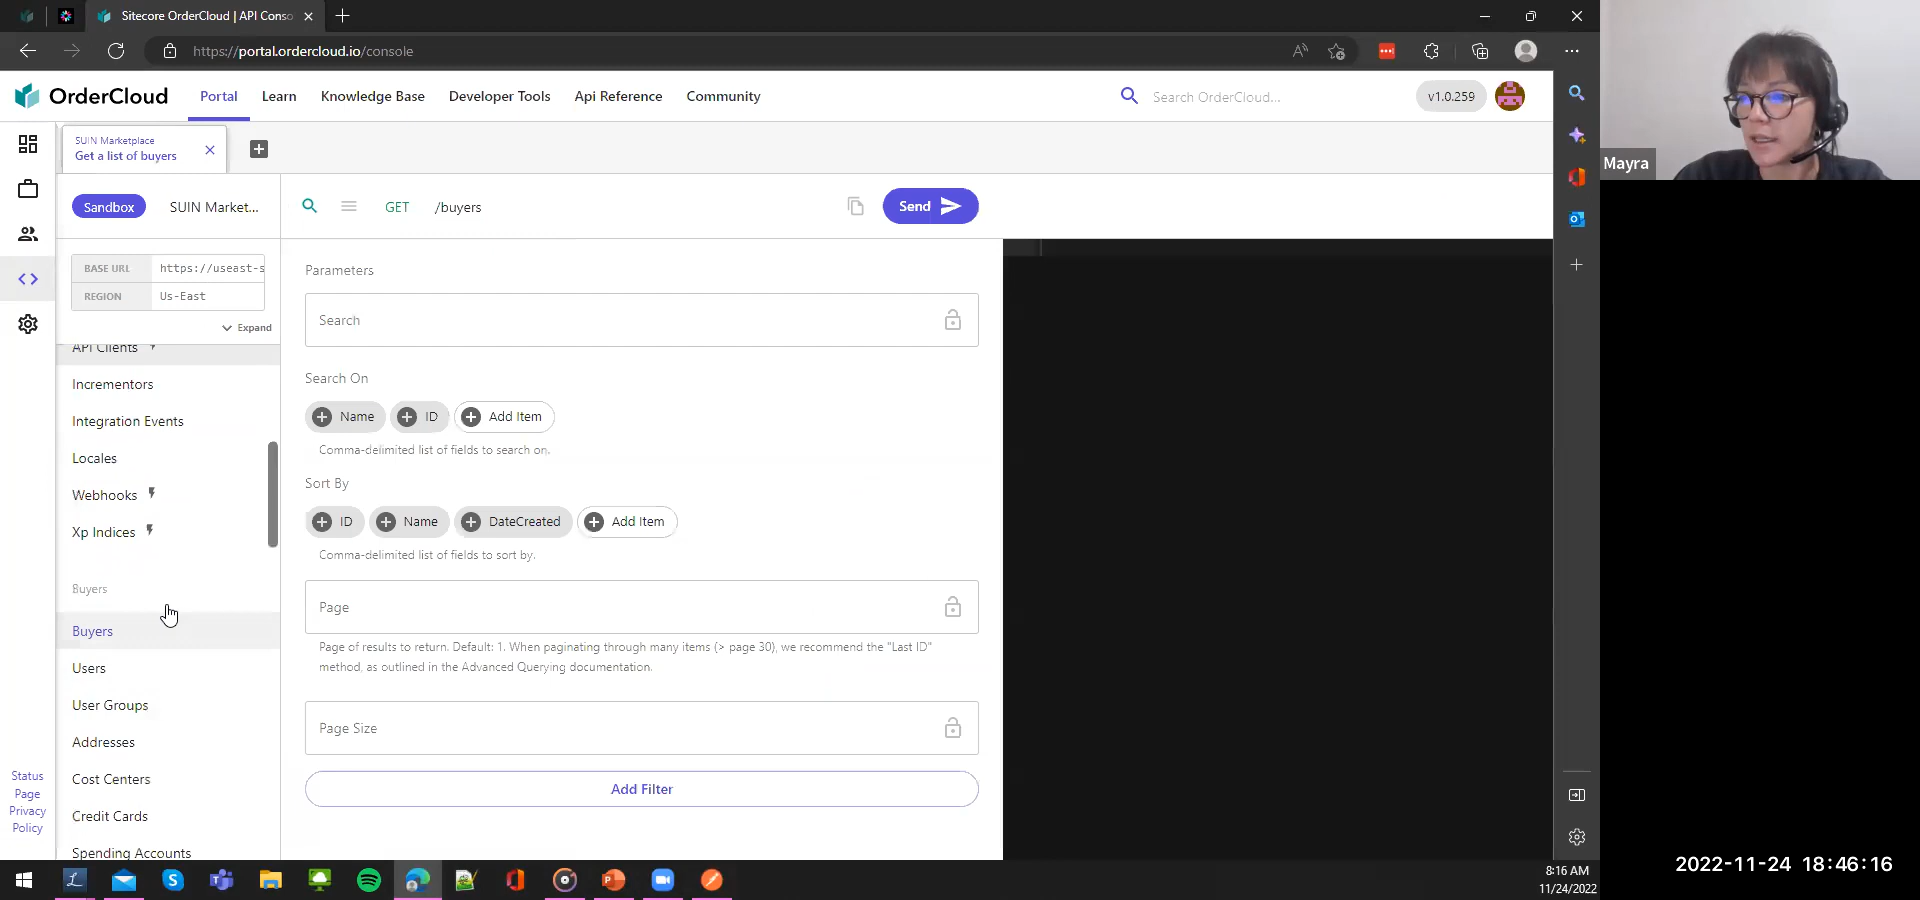 Sitecore OrderCloud | API Conso
https://portal.ordercloud.io/console
OrderCloud
Portal
Learn
Knowledge Base
Developer Tools
Api Reference
Community
Search OrderCloud...
v1.0.259
SUIN Marketplace
Get a list of buyers
Sandbox
SUIN Market...
GET
/buyers
Send
BASE URL
https://useast-s
REGION
Us-East
Expand
API Clients
Incrementors
Integration Events
Locales
Webhooks
Xp Indices
Buyers
Buyers
Users
User Groups
Addresses
Cost Centers
Credit Cards
Spending Accounts
Status
Page
Privacy
Policy
Parameters
Search
Search On
Name
ID
Add Item
Comma-delimited list of fields to search on.
Sort By
ID
Name
DateCreated
Add Item
Comma-delimited list of fields to sort by.
Page
Page of results to return. Default: 1. When paginating through many items (> page 30), we recommend the "Last ID"
method, as outlined in the Advanced Querying documentation.
Page Size
Add Filter
Mayra
8:16 AM
11/24/2022
2022-11-24 18:46:16